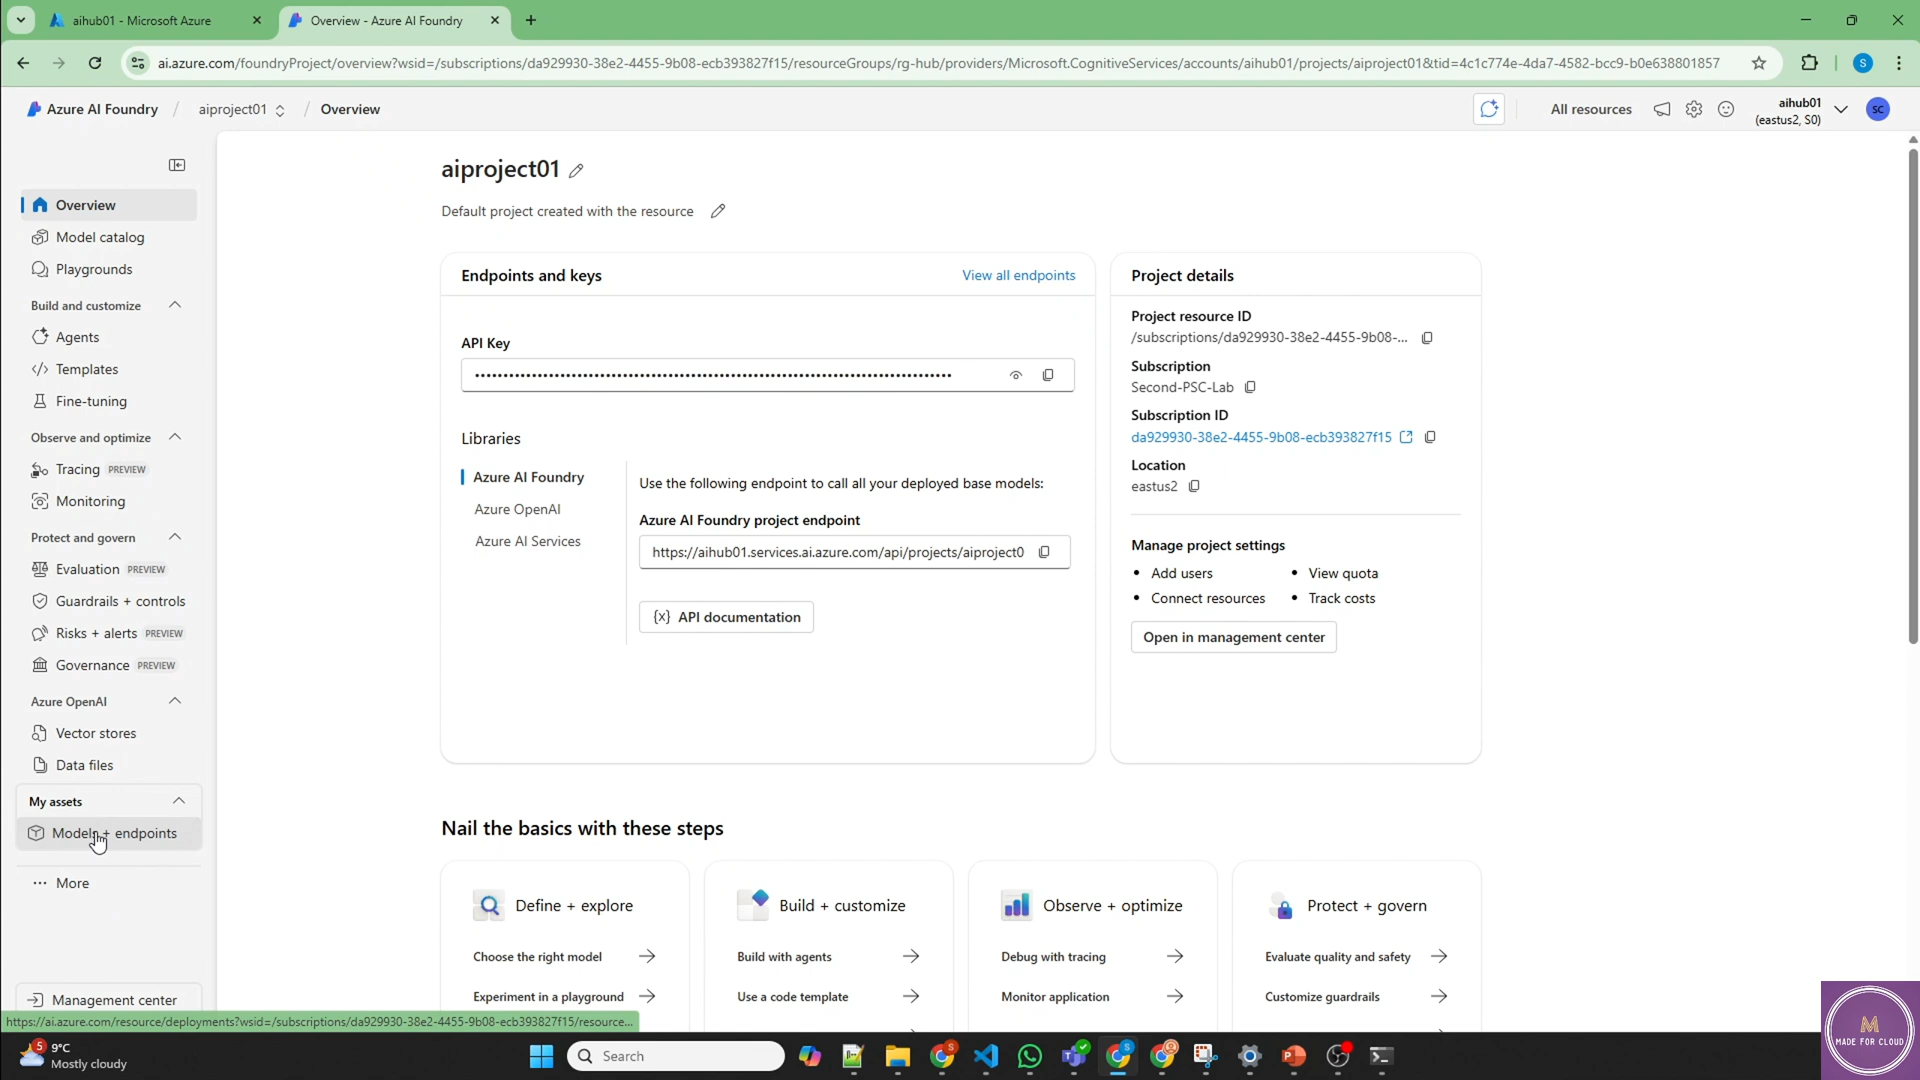 aihub01 - Microsoft Azure
Overview - Azure AI Foundry
ai.azure.com/foundryProject/overview?wsid=/subscriptions/da929930-38e2-4455-9b08-ecb393827f15/resourceGroups/rg-hub/providers/Microsoft.CognitiveServices/accounts/aihub01/projects/aiproject01&tid=4c1c774e-4da7-4582-bcc9-b0e638801857
S
Azure AI Foundry / aiproject01 / Overview
All resources
aihub01
(eastus2, S0)
SC
Overview
Model catalog
Playgrounds
Build and customize
Agents
Templates
Fine-tuning
Observe and optimize
Tracing PREVIEW
Monitoring
Protect and govern
Evaluation PREVIEW
Guardrails + controls
Risks + alerts PREVIEW
Governance PREVIEW
Azure OpenAI
Vector stores
Data files
My assets
Models + endpoints
More
Management center
aiproject01
Default project created with the resource
Endpoints and keys
View all endpoints
API Key
Libraries
Azure AI Foundry
Azure OpenAI
Azure AI Services
Use the following endpoint to call all your deployed base models:
Azure AI Foundry project endpoint
https://aihub01.services.ai.azure.com/api/projects/aiproject0
{x} API documentation
Project details
Project resource ID
/subscriptions/da929930-38e2-4455-9b08-...
Subscription
Second-PSC-Lab
Subscription ID
da929930-38e2-4455-9b08-ecb393827f15
Location
eastus2
Manage project settings
• Add users
• View quota
• Connect resources
• Track costs
Open in management center
Nail the basics with these steps
Define + explore
Choose the right model
Experiment in a playground
Build + customize
Build with agents
Use a code template
Observe + optimize
Debug with tracing
Monitor application
Protect + govern
Evaluate quality and safety
Customize guardrails
https://ai.azure.com/resource/deployments?wsid=/subscriptions/da929930-38e2-4455-9b08-ecb393827f15/resource...
5
9°C
Mostly cloudy
Search
M
MADE FOR CLOUD